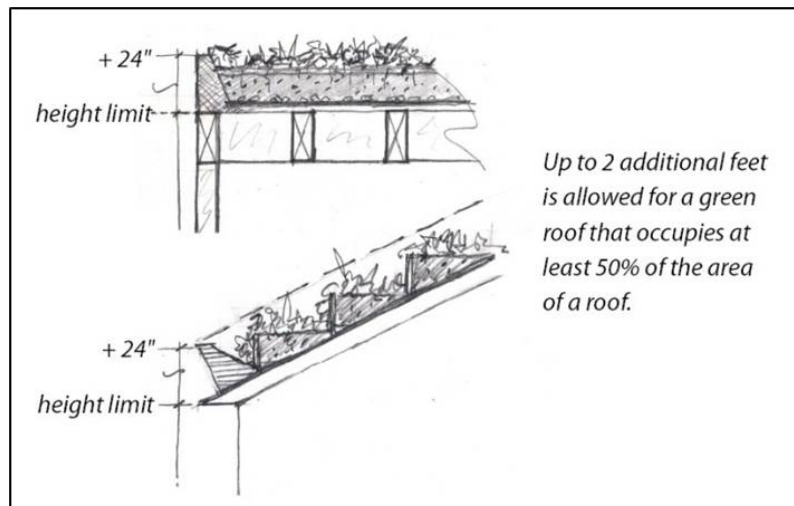 + 24"
height limit
Up to 2 additional feet
is allowed for a green
roof that occupies at
least 50% of the area
of a roof.
+ 24"
height limit